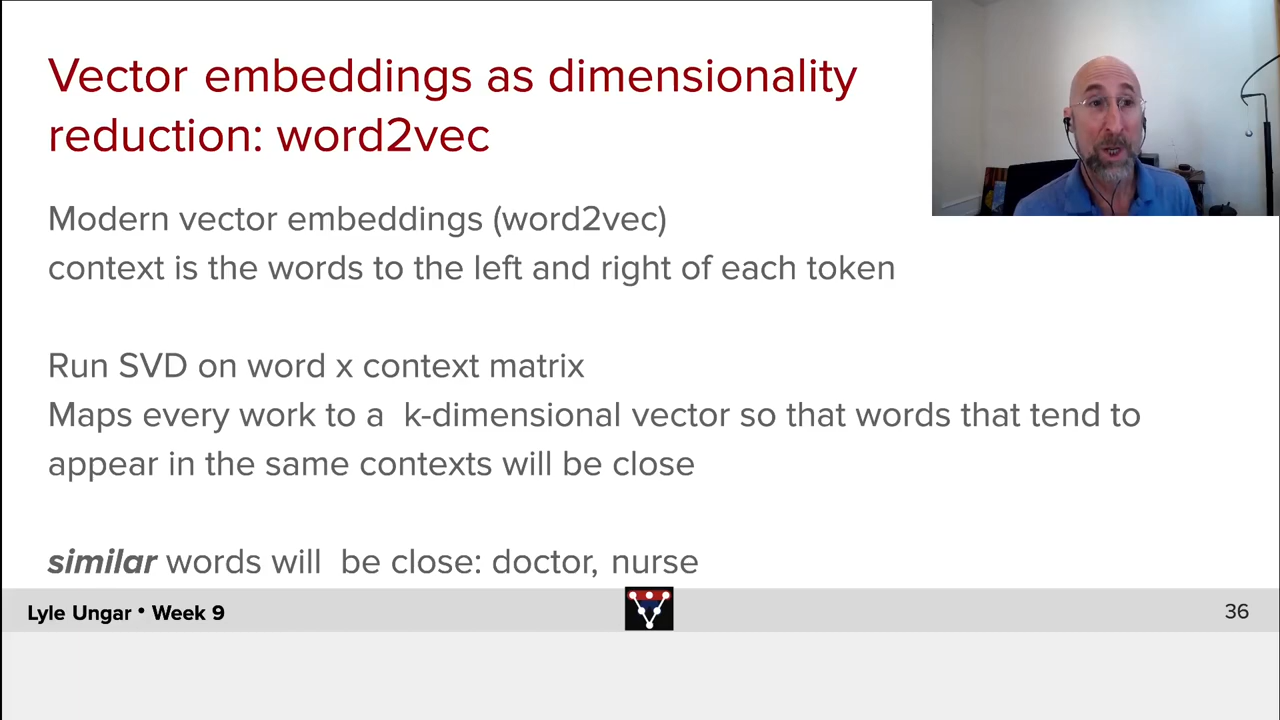 Vector embeddings as dimensionality
reduction: word2vec
Modern vector embeddings (word2vec)
context is the words to the left and right of each token
Run SVD on word x context matrix
Maps every work to a k-dimensional vector so that words that tend to
appear in the same contexts will be close
similar words will be close: doctor, nurse
Lyle Ungar • Week 9
36